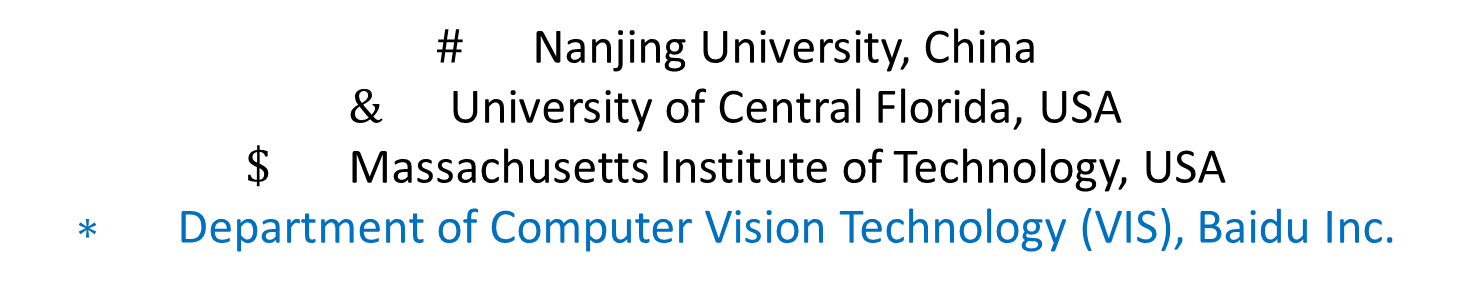 # Nanjing University, China
& University of Central Florida, USA
$ Massachusetts Institute of Technology, USA
* Department of Computer Vision Technology (VIS), Baidu Inc.